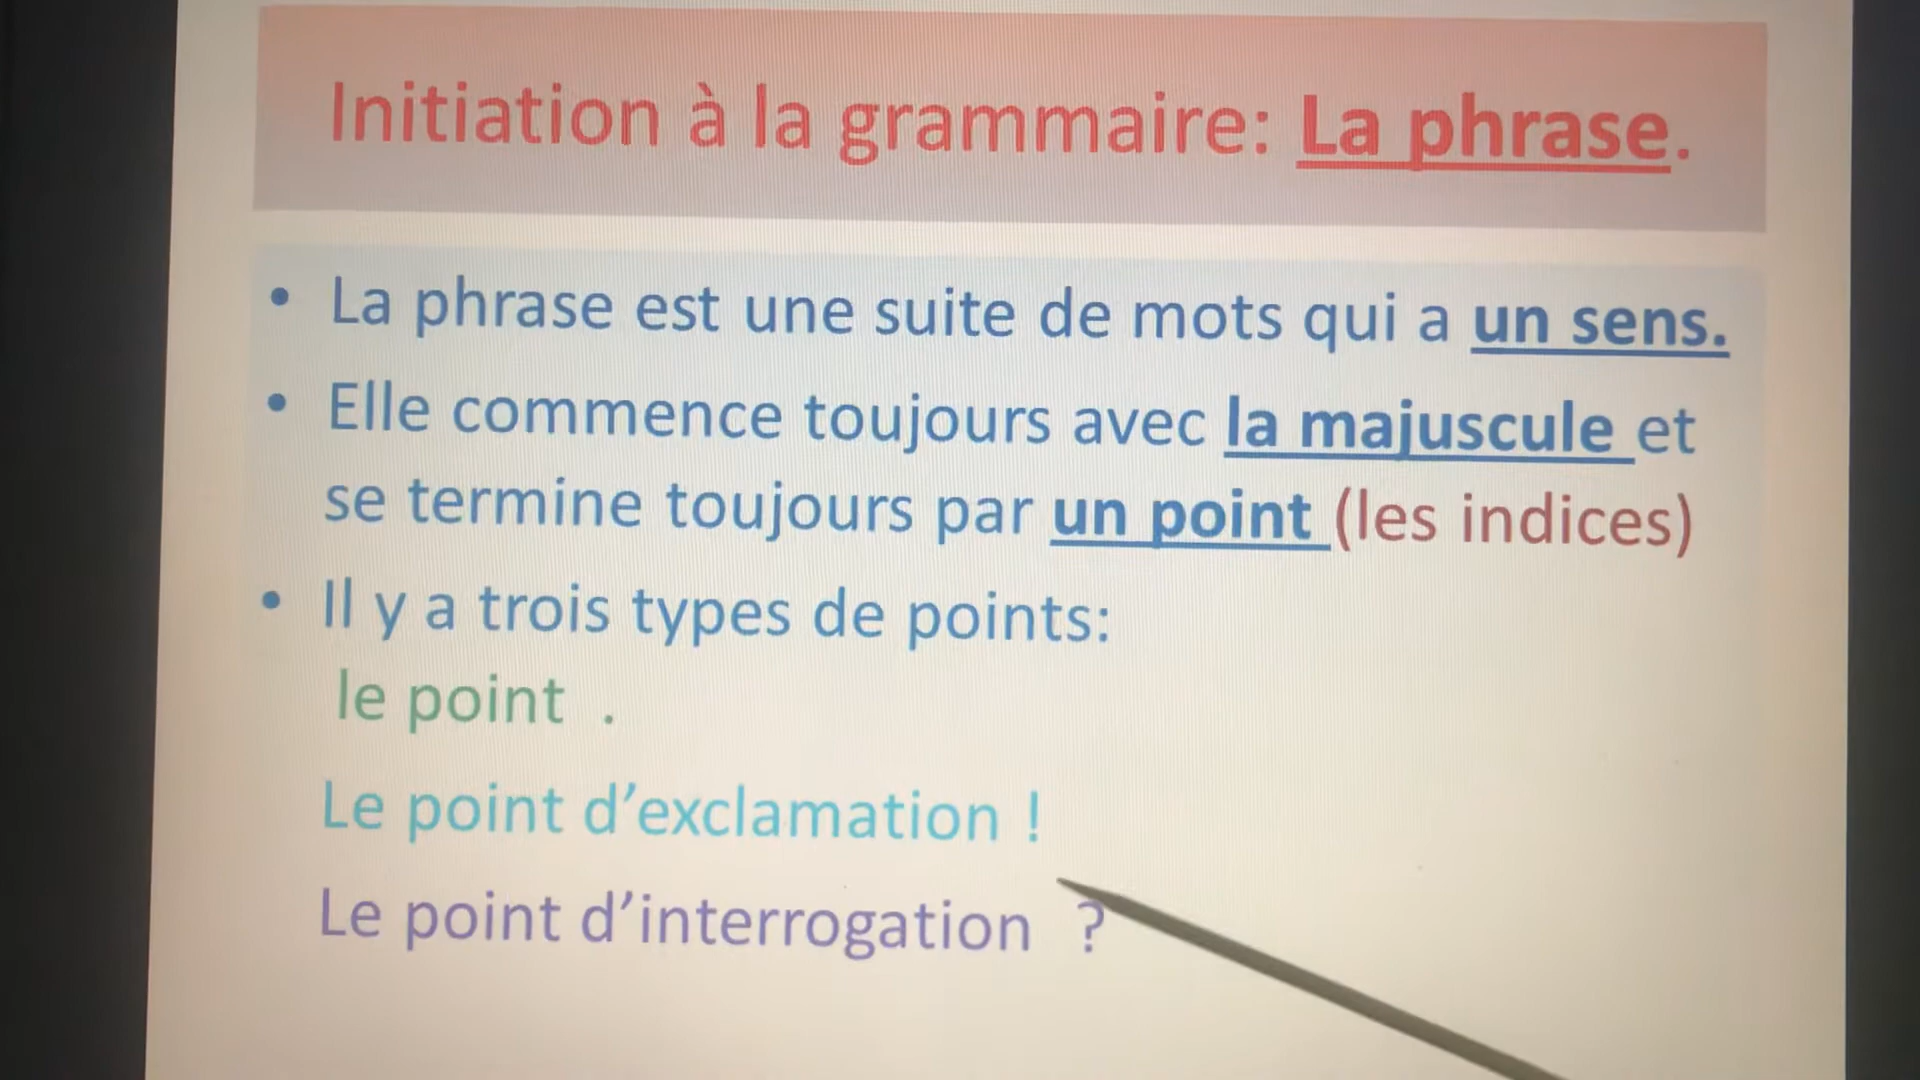 Initiation à la grammaire: La phrase.
• La phrase est une suite de mots qui a un sens.
• Elle commence toujours avec la majuscule et
se termine toujours par un point (les indices)
• Il y a trois types de points:
le point .
Le point d’exclamation !
Le point d’interrogation ?